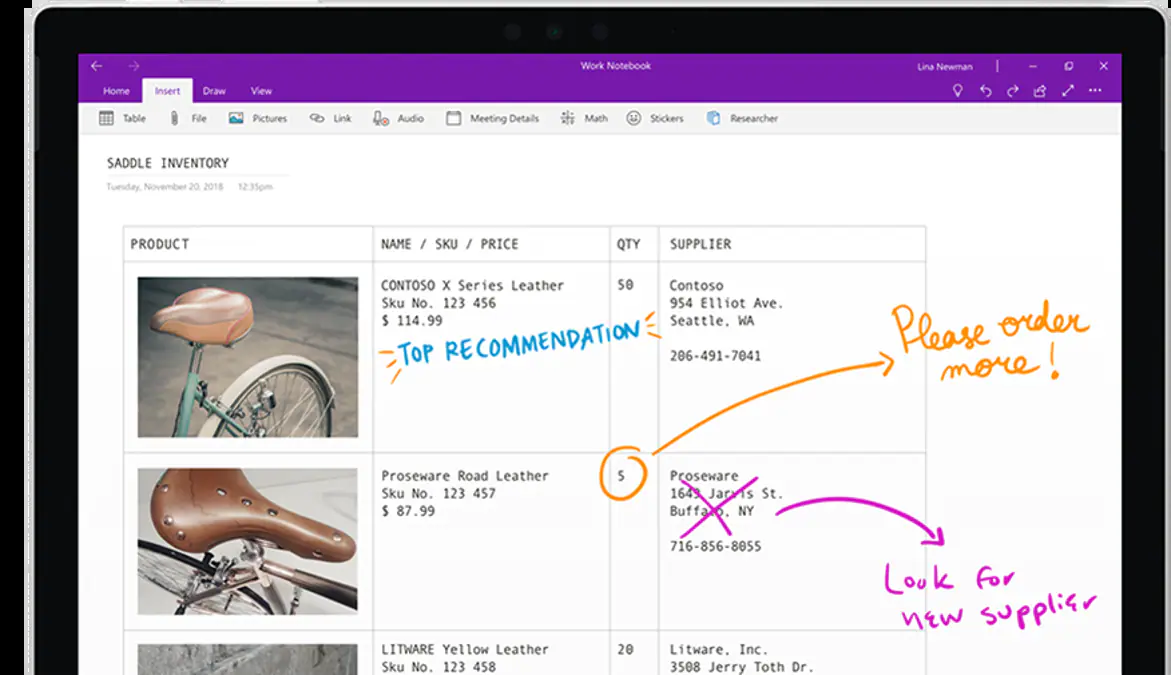 Work Notebook
Lina Newman
Home Insert Draw View
Table File Pictures Link Audio Meeting Details Math Stickers Researcher
SADDLE INVENTORY
Tuesday, November 20, 2018 12:35pm
PRODUCT NAME / SKU / PRICE QTY SUPPLIER
CONTOSO X Series Leather 50 Contoso
Sku No. 123 456 954 Elliot Ave.
$ 114.99 Seattle, WA
TOP RECOMMENDATION
206-491-7041
Please order
more!
Proseware Road Leather 5 Proseware
Sku No. 123 457 1649 Jarvis St.
$ 87.99 Buffalo, NY
716-856-8055
Look for
new supplier
LITWARE Yellow Leather 20 Litware, Inc.
Sku No. 123 458 3508 Jerry Toth Dr.